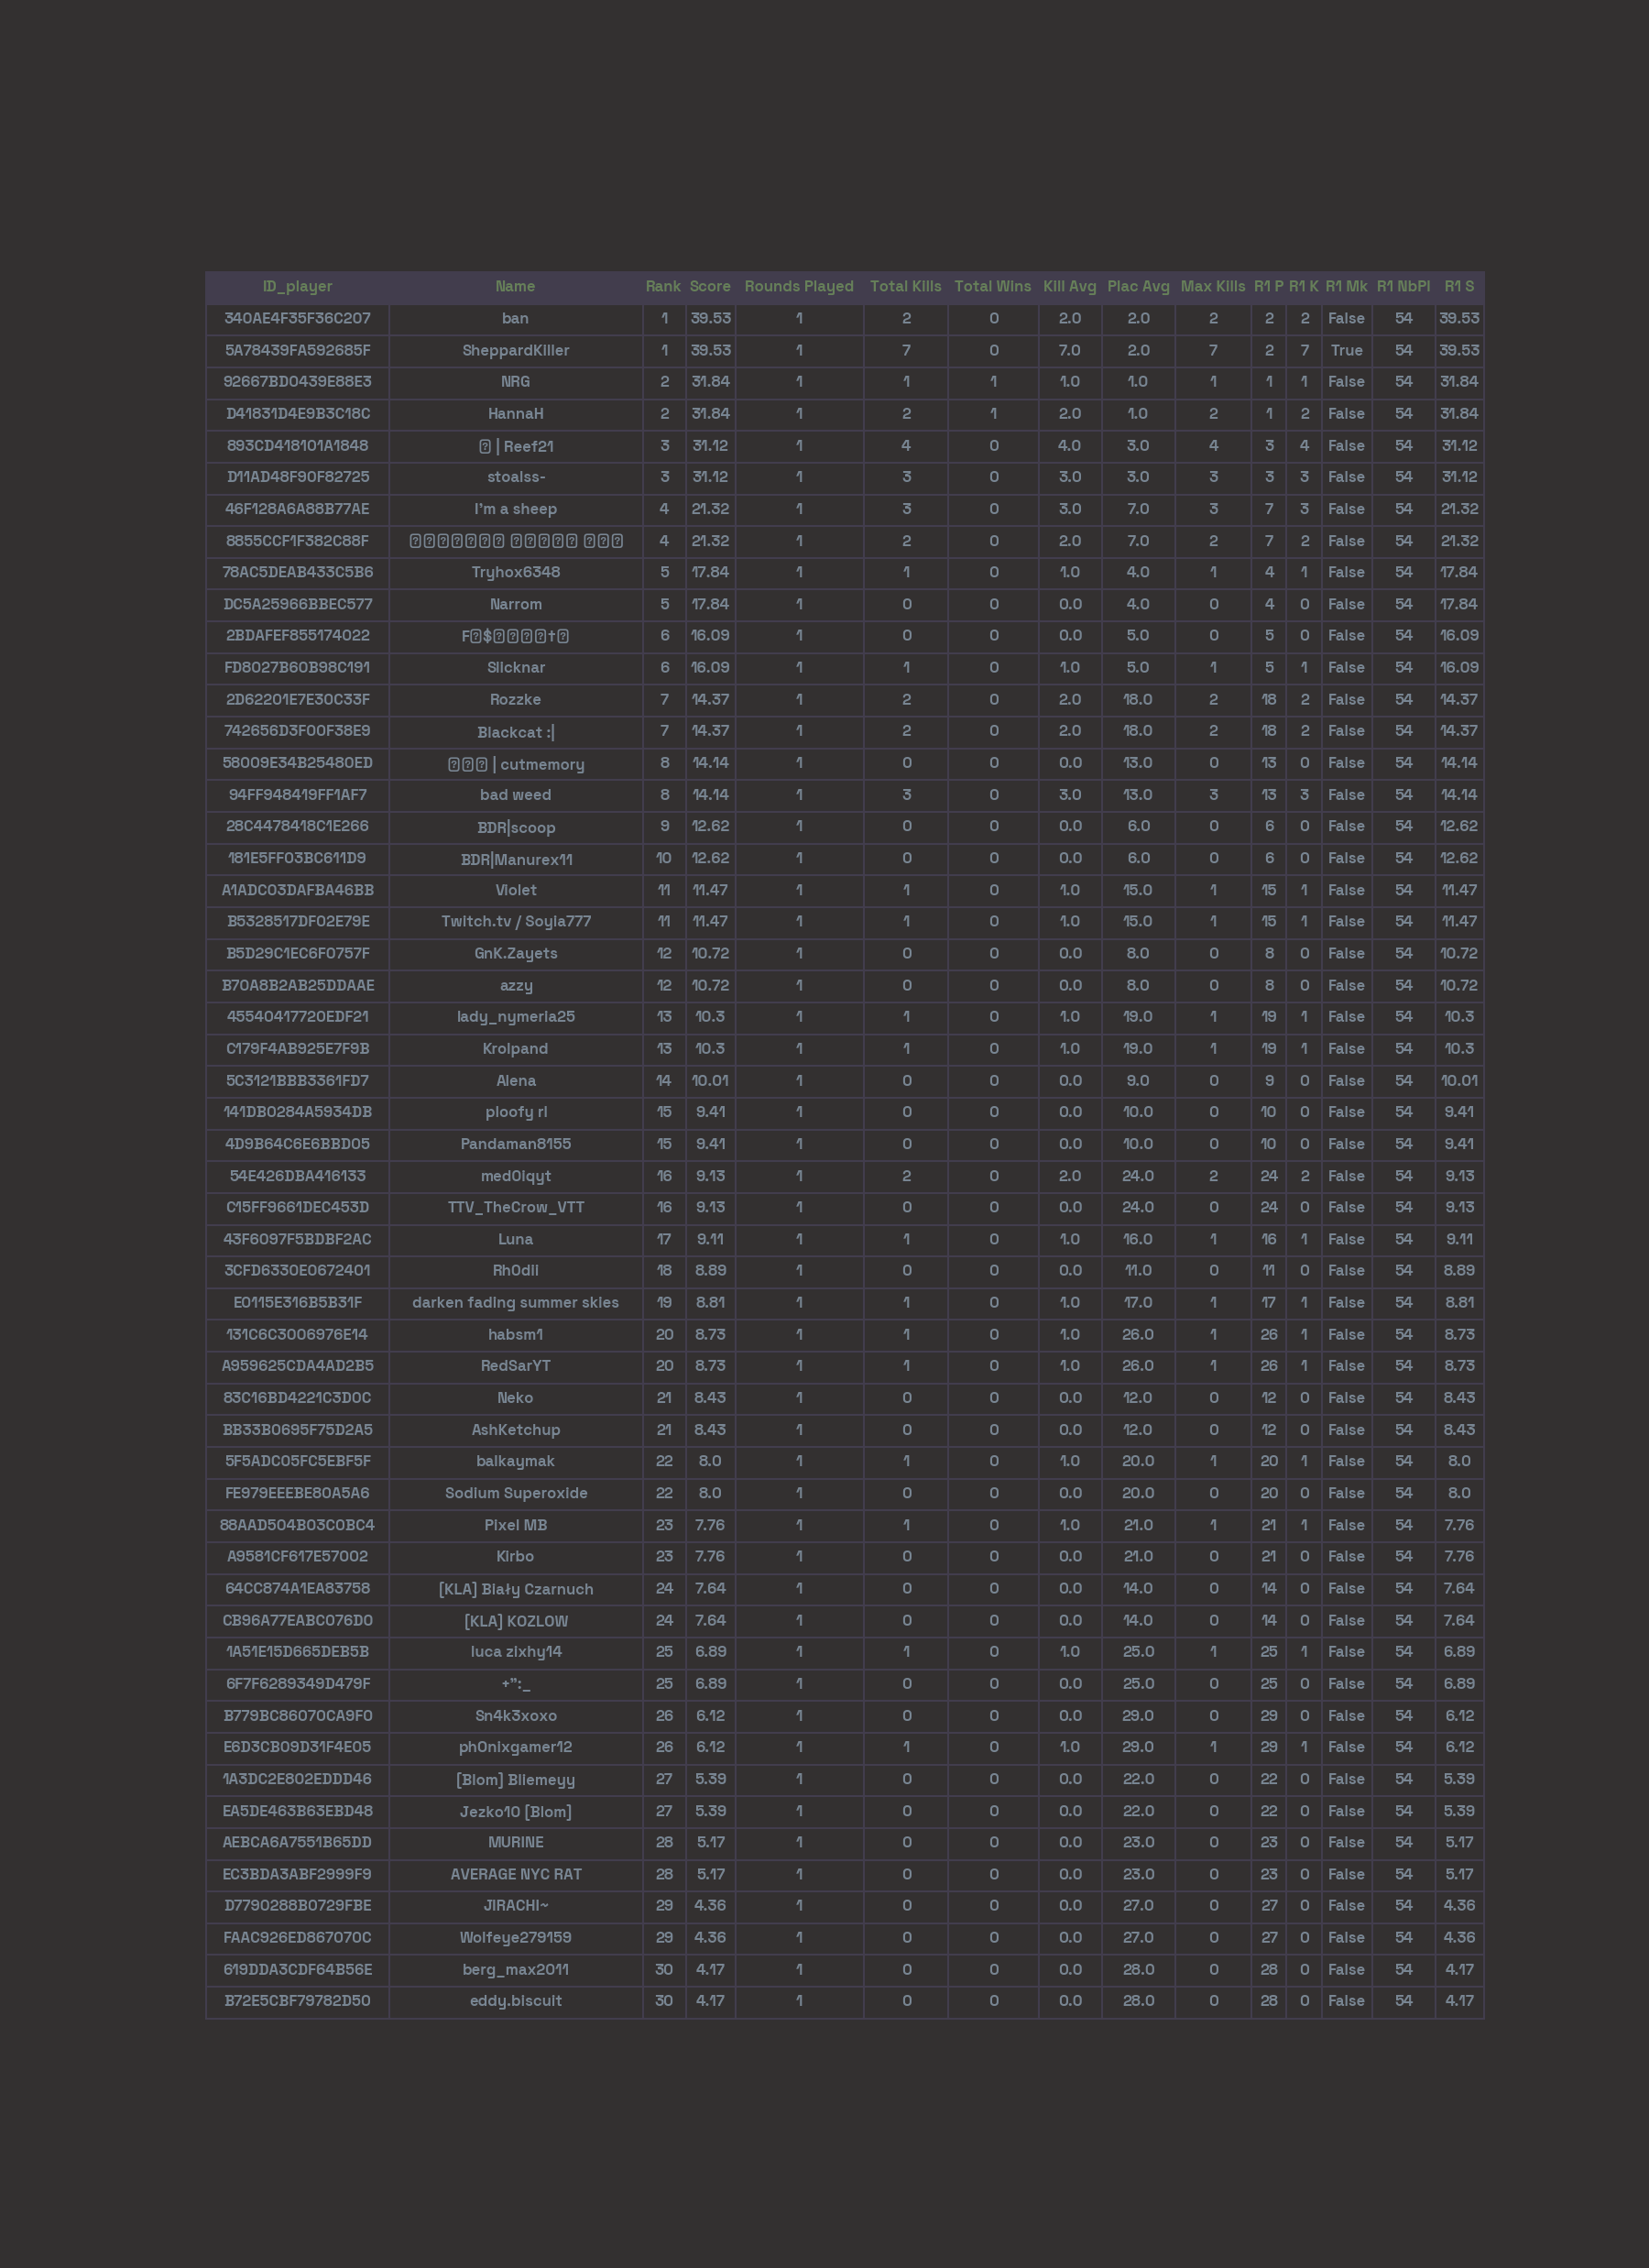 ID_player Name Rank Score Rounds Played Total Kills Total Wins Kill Avg Plac Avg Max Kills R1 P R1 K R1 Mk R1 NbPl R1 S
340AE4F35F36C207 ban 1 39.53 1 2 0 2.0 2.0 2 2 2 False 54 39.53
5A78439FA592685F SheppardKiller 1 39.53 1 7 0 7.0 2.0 7 2 7 True 54 39.53
92667BD0439E88E3 NRG 2 31.84 1 1 1 1.0 1.0 1 1 1 False 54 31.84
D41831D4E9B3C18C HannaH 2 31.84 1 2 1 2.0 1.0 2 1 2 False 54 31.84
893CD418101A1848 | Reef21 3 31.12 1 4 0 4.0 3.0 4 3 4 False 54 31.12
D11AD48F90F82725 stoalss- 3 31.12 1 3 0 3.0 3.0 3 3 3 False 54 31.12
46F128A6A88B77AE I'm a sheep 4 21.32 1 3 0 3.0 7.0 3 7 3 False 54 21.32
8855CCF1F382C88F 4 21.32 1 2 0 2.0 7.0 2 7 2 False 54 21.32
78AC5DEAB433C5B6 Tryhox6348 5 17.84 1 1 0 1.0 4.0 1 4 1 False 54 17.84
DC5A25966BBEC577 Narrom 5 17.84 1 0 0 0.0 4.0 0 4 0 False 54 17.84
2BDAFEF855174022 6 16.09 1 0 0 0.0 5.0 0 5 0 False 54 16.09
FD8027B60B98C191 Slicknar 6 16.09 1 1 0 1.0 5.0 1 5 1 False 54 16.09
2D62201E7E30C33F Rozzke 7 14.37 1 2 0 2.0 18.0 2 18 2 False 54 14.37
742656D3F00F38E9 Blackcat :| 7 14.37 1 2 0 2.0 18.0 2 18 2 False 54 14.37
58009E34B25480ED | cutmemory 8 14.14 1 0 0 0.0 13.0 0 13 0 False 54 14.14
94FF948419FF1AF7 bad weed 8 14.14 1 3 0 3.0 13.0 3 13 3 False 54 14.14
28C4478418C1E266 BDR|scoop 9 12.62 1 0 0 0.0 6.0 0 6 0 False 54 12.62
181E5FF03BC611D9 BDR|Manurex11 10 12.62 1 0 0 0.0 6.0 0 6 0 False 54 12.62
A1ADC03DAFBA46BB Violet 11 11.47 1 1 0 1.0 15.0 1 15 1 False 54 11.47
B5328517DF02E79E Twitch.tv / Soyla777 11 11.47 1 1 0 1.0 15.0 1 15 1 False 54 11.47
B5D29C1EC6F0757F GnK.Zayets 12 10.72 1 0 0 0.0 8.0 0 8 0 False 54 10.72
B70A8B2AB25DDAAE azzy 12 10.72 1 0 0 0.0 8.0 0 8 0 False 54 10.72
45540417720EDF21 lady_nymeria25 13 10.3 1 1 0 1.0 19.0 1 19 1 False 54 10.3
C179F4AB925E7F9B Krolpand 13 10.3 1 1 0 1.0 19.0 1 19 1 False 54 10.3
5C3121BBB3361FD7 Alena 14 10.01 1 0 0 0.0 9.0 0 9 0 False 54 10.01
141DB0284A5934DB ploofy rl 15 9.41 1 0 0 0.0 10.0 0 10 0 False 54 9.41
4D9B64C6E6BBD05 Pandaman8155 15 9.41 1 0 0 0.0 10.0 0 10 0 False 54 9.41
54E426DBA416133 med0iqyt 16 9.13 1 2 0 2.0 24.0 2 24 2 False 54 9.13
C15FF9661DEC453D TTV_TheCrow_VTT 16 9.13 1 0 0 0.0 24.0 0 24 0 False 54 9.13
43F6097F5BDBF2AC Luna 17 9.11 1 1 0 1.0 16.0 1 16 1 False 54 9.11
3CFD6330E0672401 Rh0dii 18 8.89 1 0 0 0.0 11.0 0 11 0 False 54 8.89
E0115E316B5B31F darken fading summer skies 19 8.81 1 1 0 1.0 17.0 1 17 1 False 54 8.81
131C6C3006976E14 habsm1 20 8.73 1 1 0 1.0 26.0 1 26 1 False 54 8.73
A959625CDA4AD2B5 RedSarYT 20 8.73 1 1 0 1.0 26.0 1 26 1 False 54 8.73
83C16BD4221C3D0C Neko 21 8.43 1 0 0 0.0 12.0 0 12 0 False 54 8.43
BB33B0695F75D2A5 AshKetchup 21 8.43 1 0 0 0.0 12.0 0 12 0 False 54 8.43
5F5ADC05FC5EBF5F balkaymak 22 8.0 1 1 0 1.0 20.0 1 20 1 False 54 8.0
FE979EEEBE80A5A6 Sodium Superoxide 22 8.0 1 0 0 0.0 20.0 0 20 0 False 54 8.0
88AAD504B03C0BC4 Pixel MB 23 7.76 1 1 0 1.0 21.0 1 21 1 False 54 7.76
A9581CF617E57002 Kirbo 23 7.76 1 0 0 0.0 21.0 0 21 0 False 54 7.76
64CC874A1EA83758 [KLA] Biały Czarnuch 24 7.64 1 0 0 0.0 14.0 0 14 0 False 54 7.64
CB96A77EABC076D0 [KLA] KOZLOW 24 7.64 1 0 0 0.0 14.0 0 14 0 False 54 7.64
1A51E15D665DEB5B luca zixhy14 25 6.89 1 1 0 1.0 25.0 1 25 1 False 54 6.89
6F7F6289349D479F +":_ 25 6.89 1 0 0 0.0 25.0 0 25 0 False 54 6.89
B779BC86070CA9F0 Sn4k3xoxo 26 6.12 1 0 0 0.0 29.0 0 29 0 False 54 6.12
E6D3CB09D31F4E05 ph0nixgamer12 26 6.12 1 1 0 1.0 29.0 1 29 1 False 54 6.12
1A3DC2E802EDDD46 [Blom] Bliemeyy 27 5.39 1 0 0 0.0 22.0 0 22 0 False 54 5.39
EA5DE463B63EBD48 Jezko10 [Blom] 27 5.39 1 0 0 0.0 22.0 0 22 0 False 54 5.39
AEBCA6A7551B65DD MURINE 28 5.17 1 0 0 0.0 23.0 0 23 0 False 54 5.17
EC3BDA3ABF2999F9 AVERAGE NYC RAT 28 5.17 1 0 0 0.0 23.0 0 23 0 False 54 5.17
D7790288B0729FBE JIRACHI~ 29 4.36 1 0 0 0.0 27.0 0 27 0 False 54 4.36
FAAC926ED867070C Wolfeye279159 29 4.36 1 0 0 0.0 27.0 0 27 0 False 54 4.36
619DDA3CDF64B56E berg_max2011 30 4.17 1 0 0 0.0 28.0 0 28 0 False 54 4.17
B72E5CBF79782D50 eddy.biscuit 30 4.17 1 0 0 0.0 28.0 0 28 0 False 54 4.17